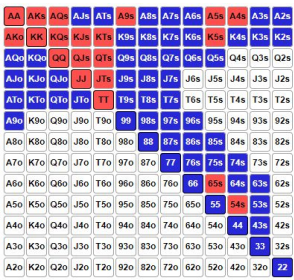 AA AKs AQs AJs ATs A9s A8s A7s A6s A5s A4s A3s A2s
AKo KK KQs KJs KTs K9s K8s K7s K6s K5s K4s K3s K2s
AQo KQo QQ QJs QTs Q9s Q8s Q7s Q6s Q5s Q4s Q3s Q2s
AJo KJo QJo JJ JTs J9s J8s J7s J6s J5s J4s J3s J2s
ATo KTo QTo JTo TT T9s T8s T7s T6s T5s T4s T3s T2s
A9o K9o Q9o J9o T9o 99 98s 97s 96s 95s 94s 93s 92s
A8o K8o Q8o J8o T8o 98o 88 87s 86s 85s 84s 83s 82s
A7o K7o Q7o J7o T7o 97o 87o 77 76s 75s 74s 73s 72s
A6o K6o Q6o J6o T6o 96o 86o 76o 66 65s 64s 63s 62s
A5o K5o Q5o J5o T5o 95o 85o 75o 65o 55 54s 53s 52s
A4o K4o Q4o J4o T4o 94o 84o 74o 64o 54o 44 43s 42s
A3o K3o Q3o J3o T3o 93o 83o 73o 63o 53o 43o 33 32s
A2o K2o Q2o J2o T2o 92o 82o 72o 62o 52o 42o 32o 22